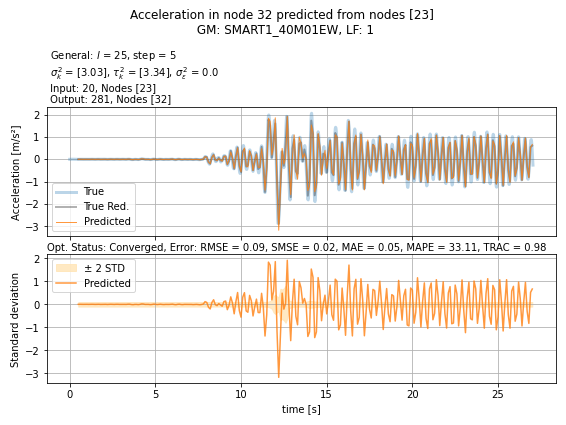 Acceleration in node 32 predicted from nodes [23]
GM: SMART1_40M01EW, LF: 1
General: l = 25, step = 5
σ²ₖ = [3.03], τ²ₖ = [3.34], σ²ε = 0.0
Input: 20, Nodes [23]
Output: 281, Nodes [32]
Acceleration [m/s²]
2
1
0
−1
−2
−3
True
True Red.
Predicted
Opt. Status: Converged, Error: RMSE = 0.09, SMSE = 0.02, MAE = 0.05, MAPE = 33.11, TRAC = 0.98
Standard deviation
2
1
0
−1
−2
−3
± 2 STD
Predicted
0 5 10 15 20 25
time [s]